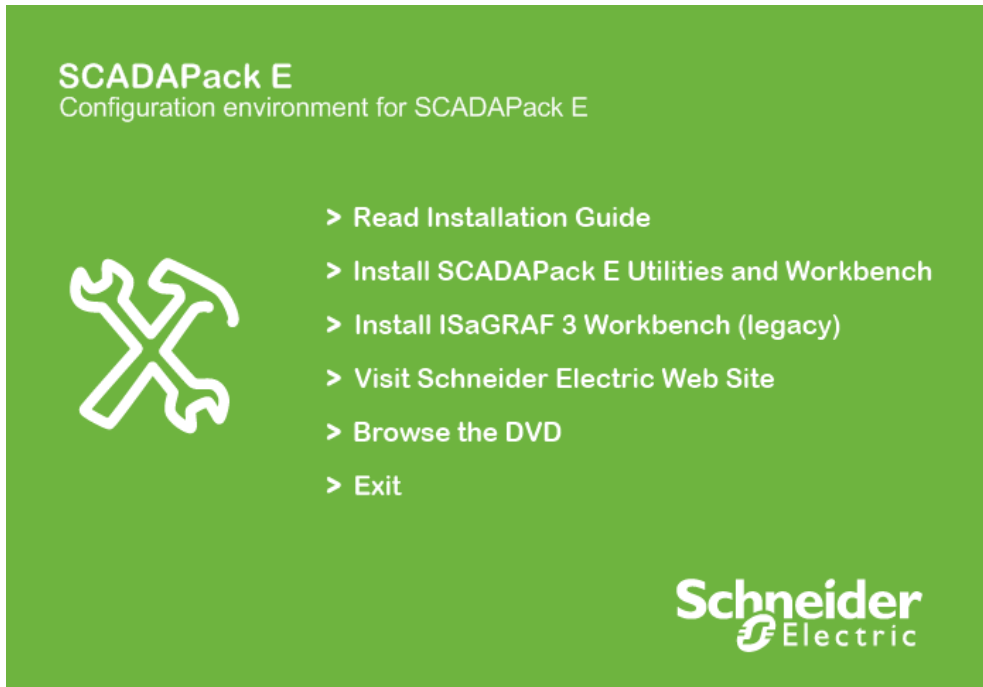 SCADAPack E
Configuration environment for SCADAPack E
> Read Installation Guide
> Install SCADAPack E Utilities and Workbench
> Install ISaGRAF 3 Workbench (legacy)
> Visit Schneider Electric Web Site
> Browse the DVD
> Exit
Schneider
Electric